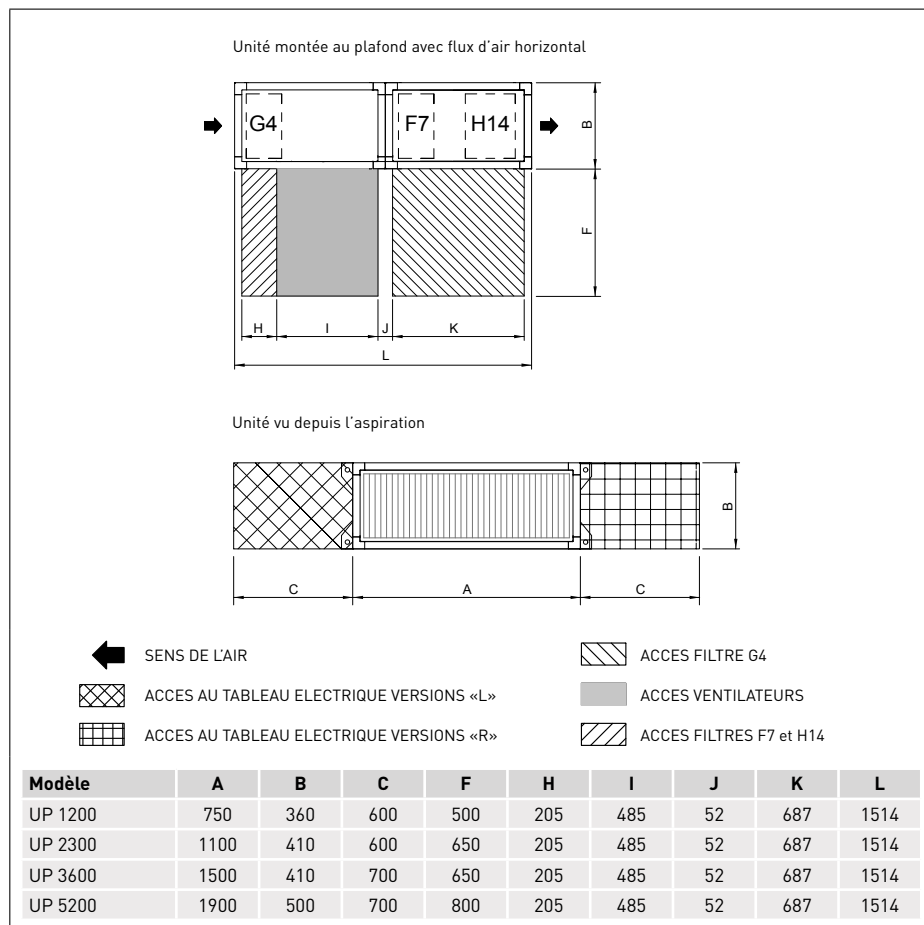 Unité montée au plafond avec flux d'air horizontal
G4 F7 H14
B
F
H I J K
L
Unité vu depuis l'aspiration
B
C A C
SENS DE L'AIR
ACCES FILTRE G4
ACCES AU TABLEAU ELECTRIQUE VERSIONS «L»
ACCES VENTILATEURS
ACCES AU TABLEAU ELECTRIQUE VERSIONS «R»
ACCES FILTRES F7 et H14
Modèle A B C F H I J K L
UP 1200 750 360 600 500 205 485 52 687 1514
UP 2300 1100 410 600 650 205 485 52 687 1514
UP 3600 1500 410 700 650 205 485 52 687 1514
UP 5200 1900 500 700 800 205 485 52 687 1514